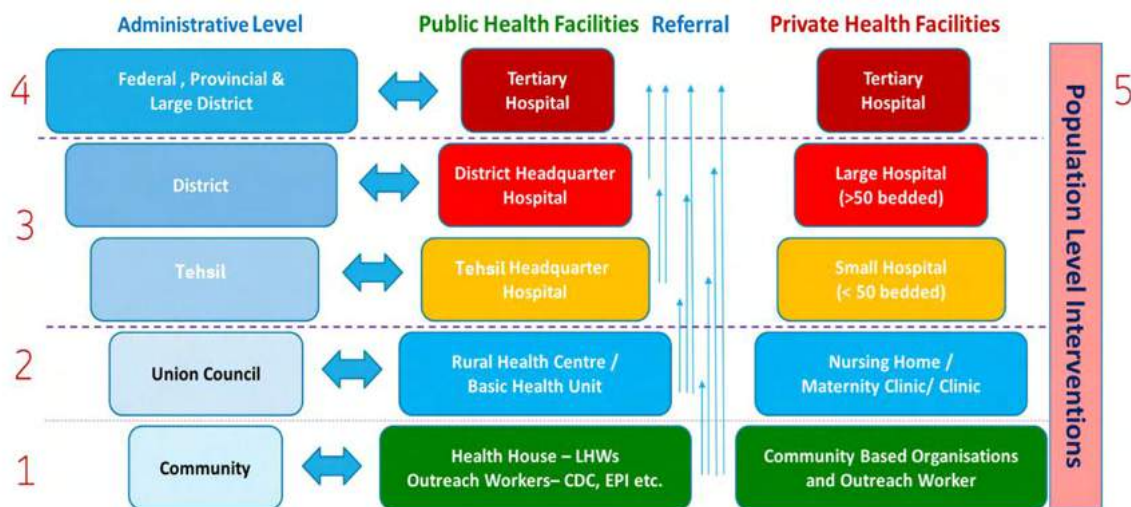 Administrative Level
Public Health Facilities
Referral
Private Health Facilities
4
Federal , Provincial &
Large District
Tertiary
Hospital
Tertiary
Hospital
5
Population Level Interventions
3
District
District Headquarter
Hospital
Large Hospital
(>50 bedded)
Tehsil
Tehsil Headquarter
Hospital
Small Hospital
(< 50 bedded)
2
Union Council
Rural Health Centre /
Basic Health Unit
Nursing Home /
Maternity Clinic/ Clinic
1
Community
Health House – LHWs
Outreach Workers– CDC, EPI etc.
Community Based Organisations
and Outreach Worker